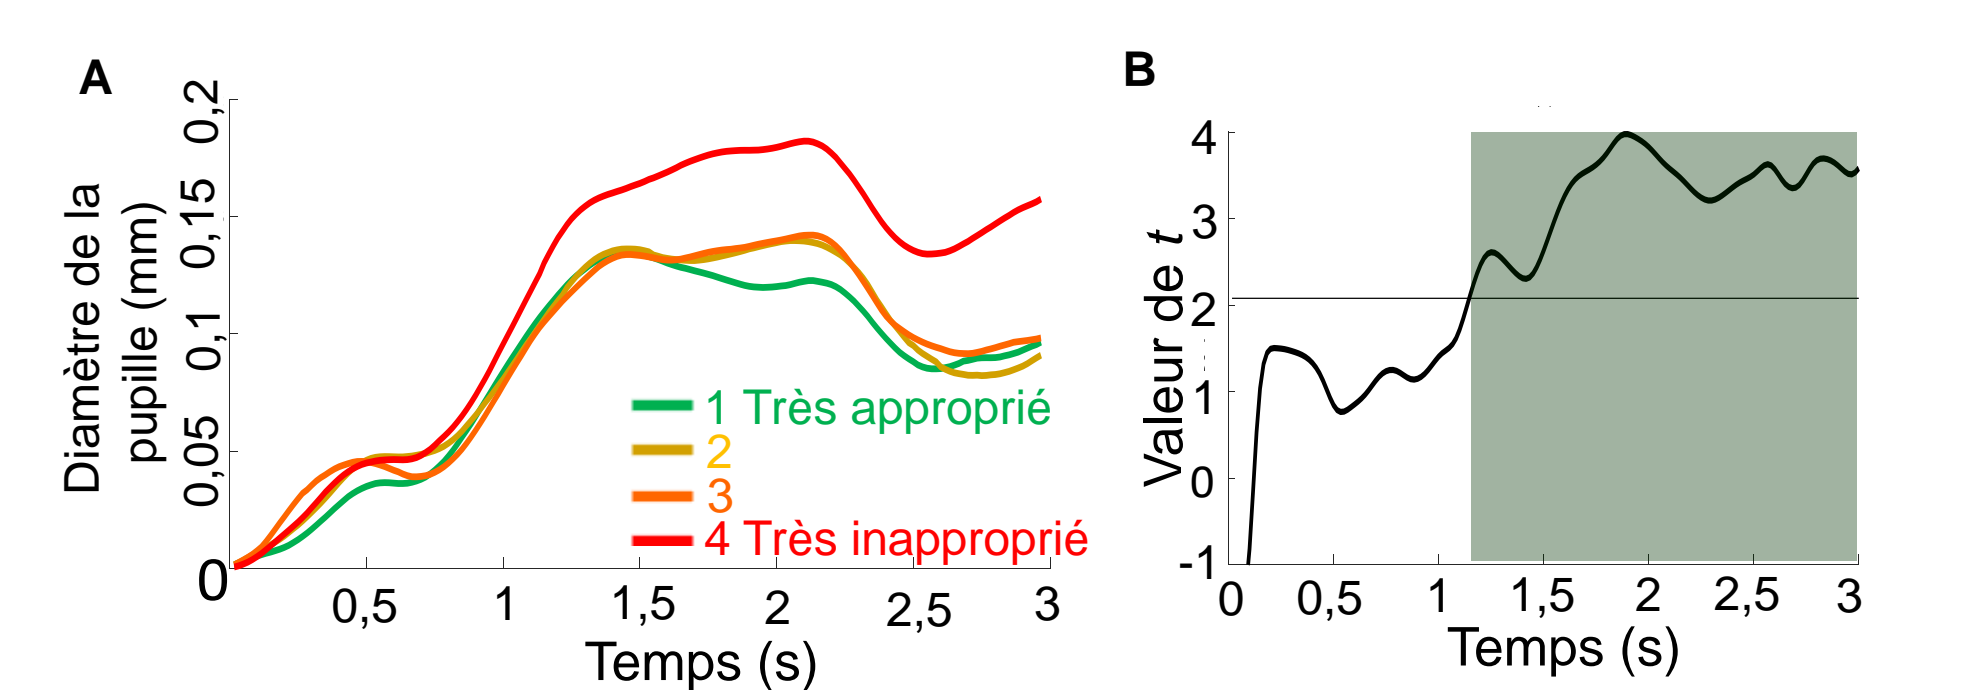 A
Diamètre de la
pupille (mm)
0,2
0,15
0,1
0,05
0
0,5
1
1,5
2
2,5
3
Temps (s)
1 Très approprié
2
3
4 Très inapproprié
B
Valeur de t
4
3
2
1
0
-1
0
0,5
1
1,5
2
2,5
3
Temps (s)